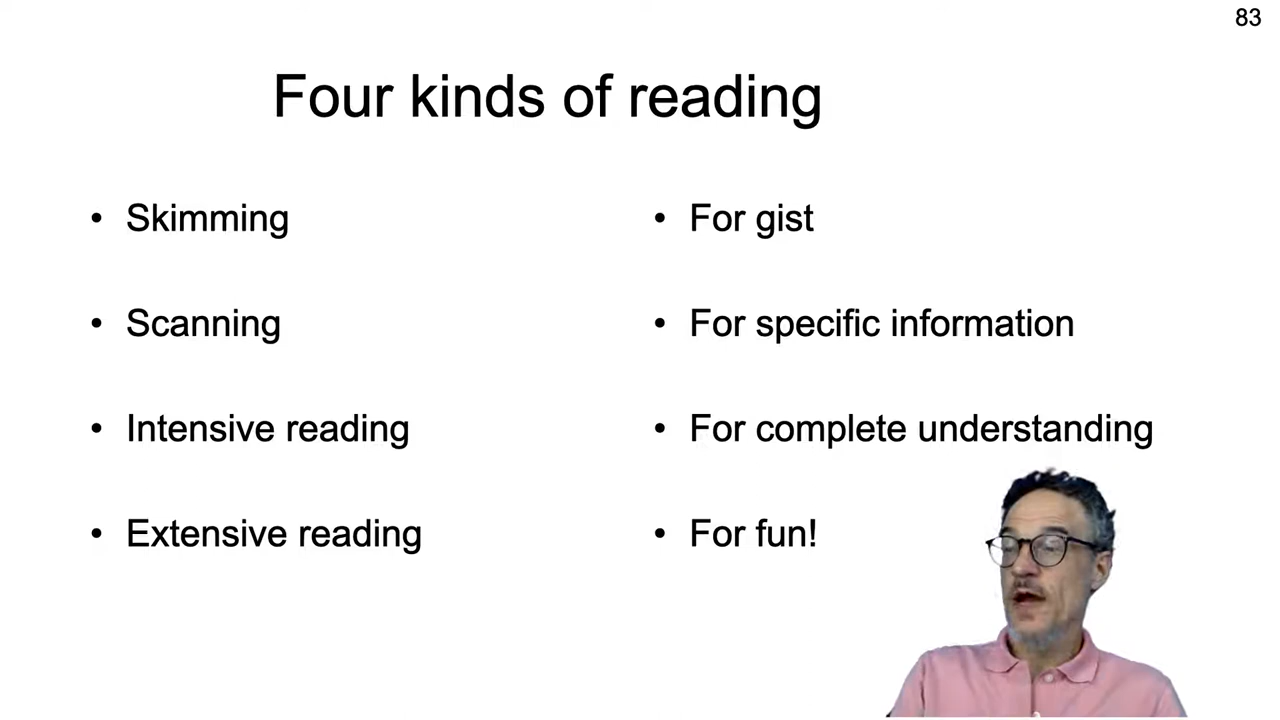 83
Four kinds of reading
• Skimming
• For gist
• Scanning
• For specific information
• Intensive reading
• For complete understanding
• Extensive reading
• For fun!